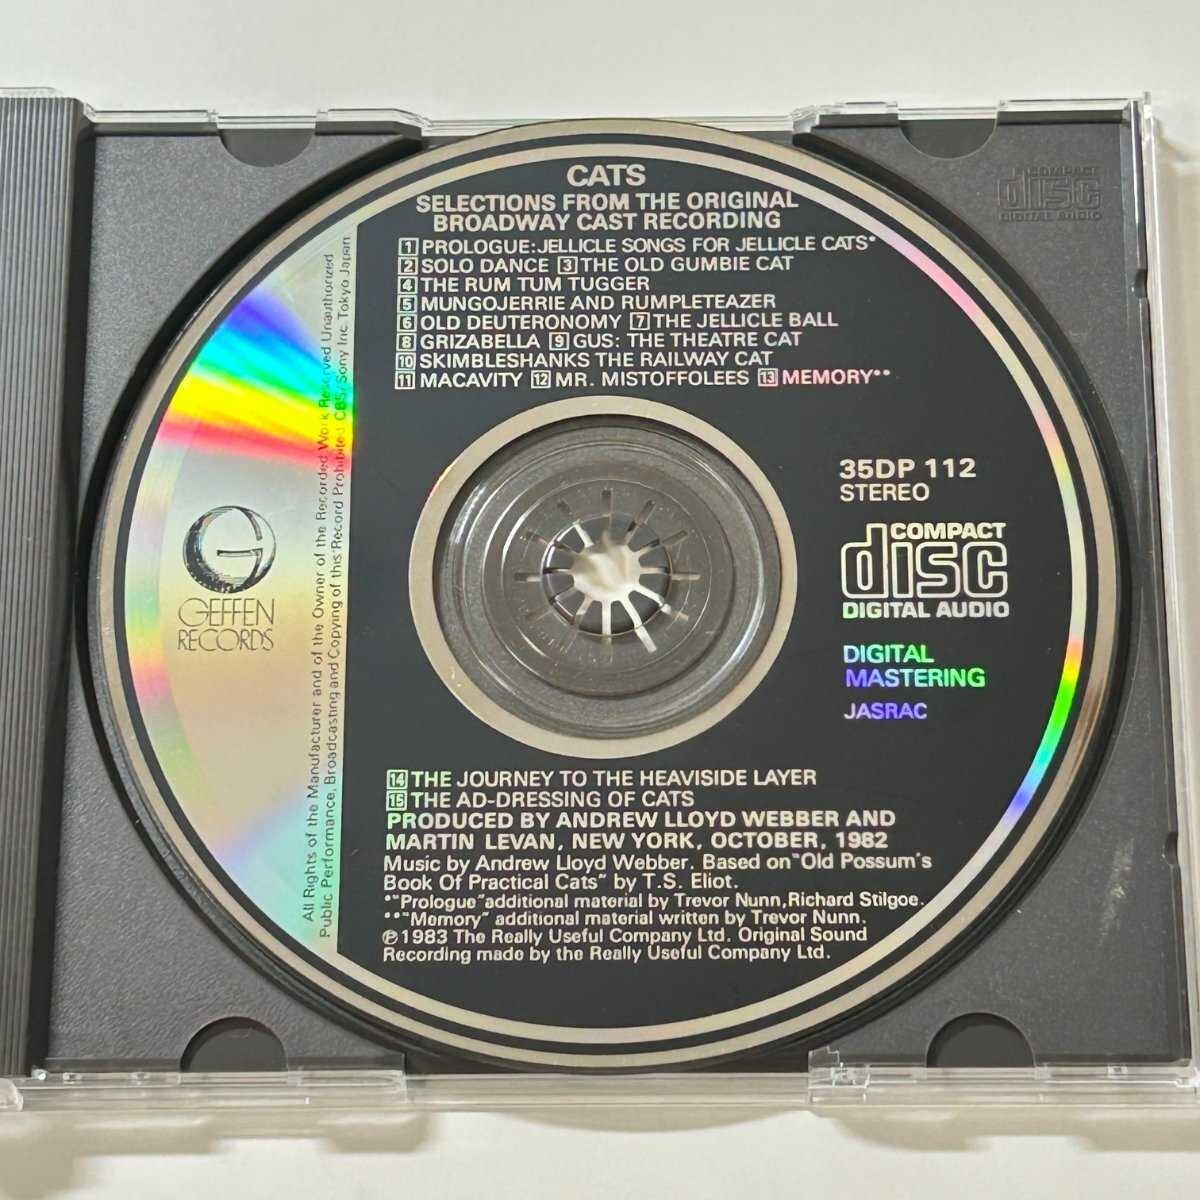 CATS
SELECTIONS FROM THE ORIGINAL
BROADWAY CAST RECORDING
1 PROLOGUE:JELLICLE SONGS FOR JELLICLE CATS*
2 SOLO DANCE 3 THE OLD GUMBIE CAT
4 THE RUM TUM TUGGER
5 MUNGOJERRIE AND RUMPLETEAZER
6 OLD DEUTERONOMY 7 THE JELLICLE BALL
8 GRIZABELLA 9 GUS: THE THEATRE CAT
10 SKIMBLESHANKS THE RAILWAY CAT
11 MACAVITY 12 MR. MISTOFFOLEES 13 MEMORY**
35DP 112
STEREO
COMPACT
disc
DIGITAL AUDIO
DIGITAL
MASTERING
JASRAC
GEFFEN
RECORDS
All Rights of the Manufacturer and of the Owner of the Recorded Work Reserved Unauthorized
Public Performance, Broadcasting and Copying of this Record Prohibited CBS/Sony Inc. Tokyo Japan
14 THE JOURNEY TO THE HEAVISIDE LAYER
15 THE AD-DRESSING OF CATS
PRODUCED BY ANDREW LLOYD WEBBER AND
MARTIN LEVAN, NEW YORK, OCTOBER, 1982
Music by Andrew Lloyd Webber. Based on "Old Possum's
Book Of Practical Cats" by T.S. Eliot.
*"Prologue" additional material by Trevor Nunn, Richard Stilgoe.
**"Memory" additional material written by Trevor Nunn.
℗1983 The Really Useful Company Ltd. Original Sound
Recording made by the Really Useful Company Ltd.
COMPACT
disc
DIGITAL AUDIO